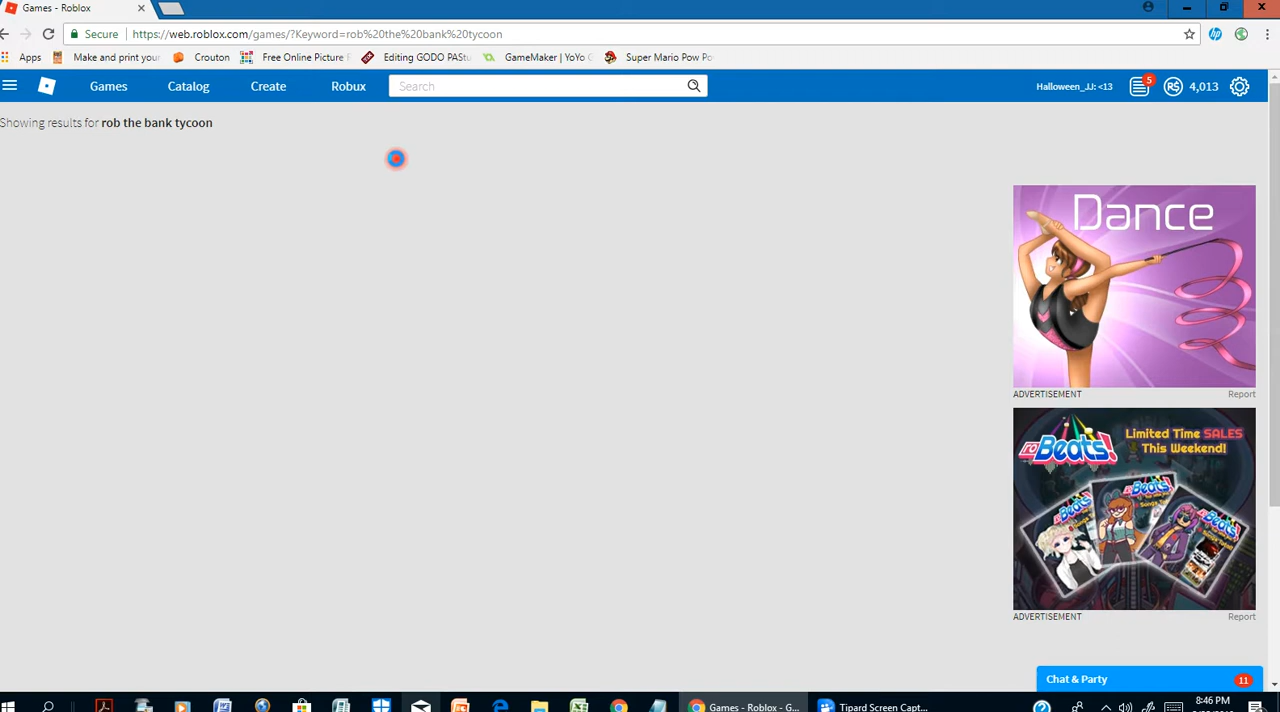 Games - Roblox
Secure
https://web.roblox.com/games/?Keyword=rob%20the%20bank%20tycoon
Apps
Make and print your
Crouton
Free Online Picture R
Editing GODO PAStu
GameMaker | YoYo G
Super Mario Pow Po
Games
Catalog
Create
Robux
Search
Halloween_JJ: <13
5
R$
4,013
Showing results for rob the bank tycoon
Dance
ADVERTISEMENT
Report
roBeats!
Limited Time SALES
This Weekend!
ADVERTISEMENT
Report
Chat & Party
11
Games - Roblox - G...
Tipard Screen Capt...
8:46 PM